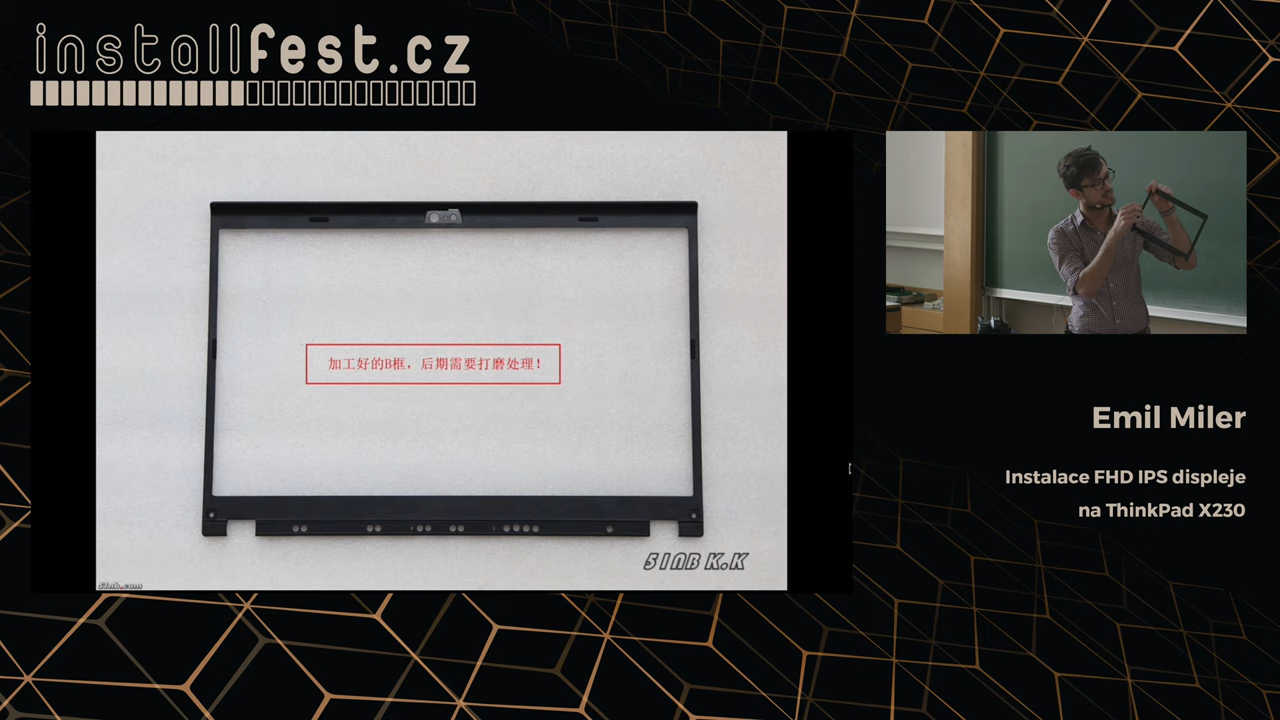 installfest.cz
加工好的B框，后期需要打磨处理！
51NB K.K
51nb.com
Emil Miler
Instalace FHD IPS displeje
na ThinkPad X230